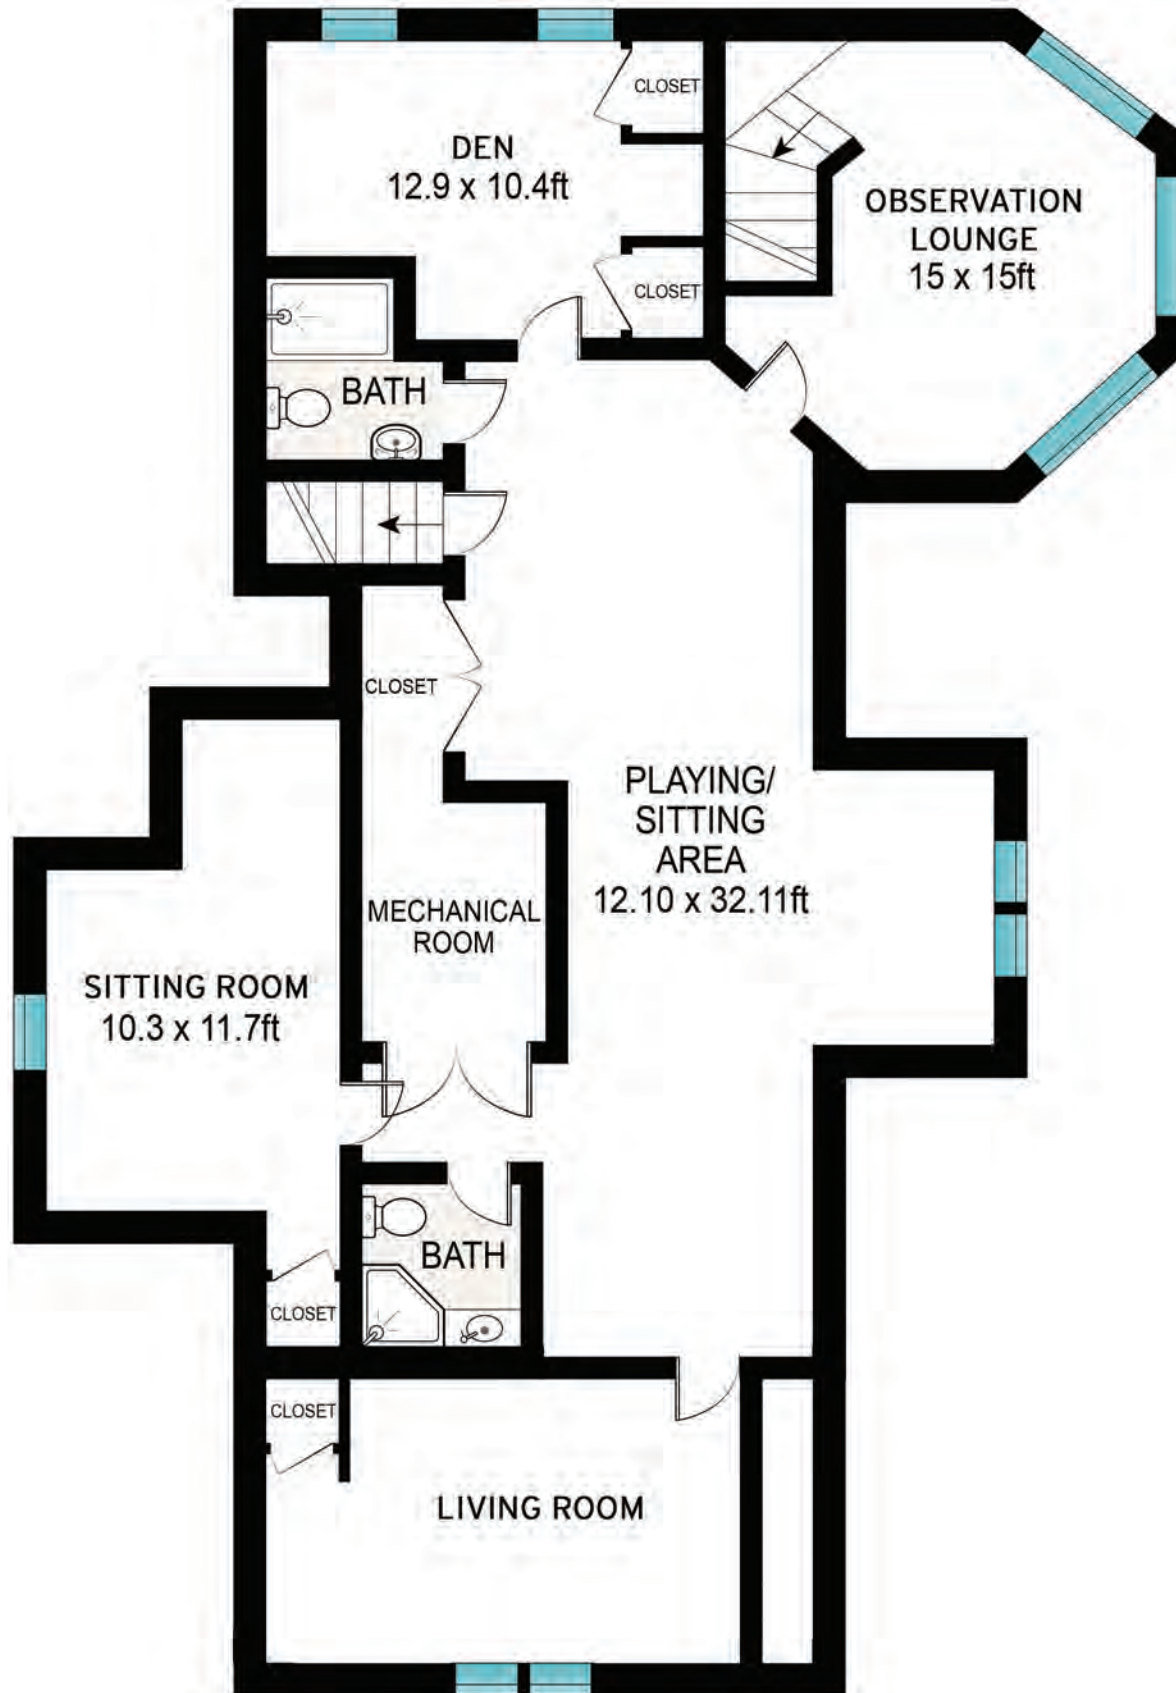 CLOSET
DEN
12.9 x 10.4ft
OBSERVATION
LOUNGE
15 x 15ft
CLOSET
BATH
CLOSET
PLAYING/
SITTING
AREA
12.10 x 32.11ft
MECHANICAL
ROOM
SITTING ROOM
10.3 x 11.7ft
BATH
CLOSET
CLOSET
LIVING ROOM